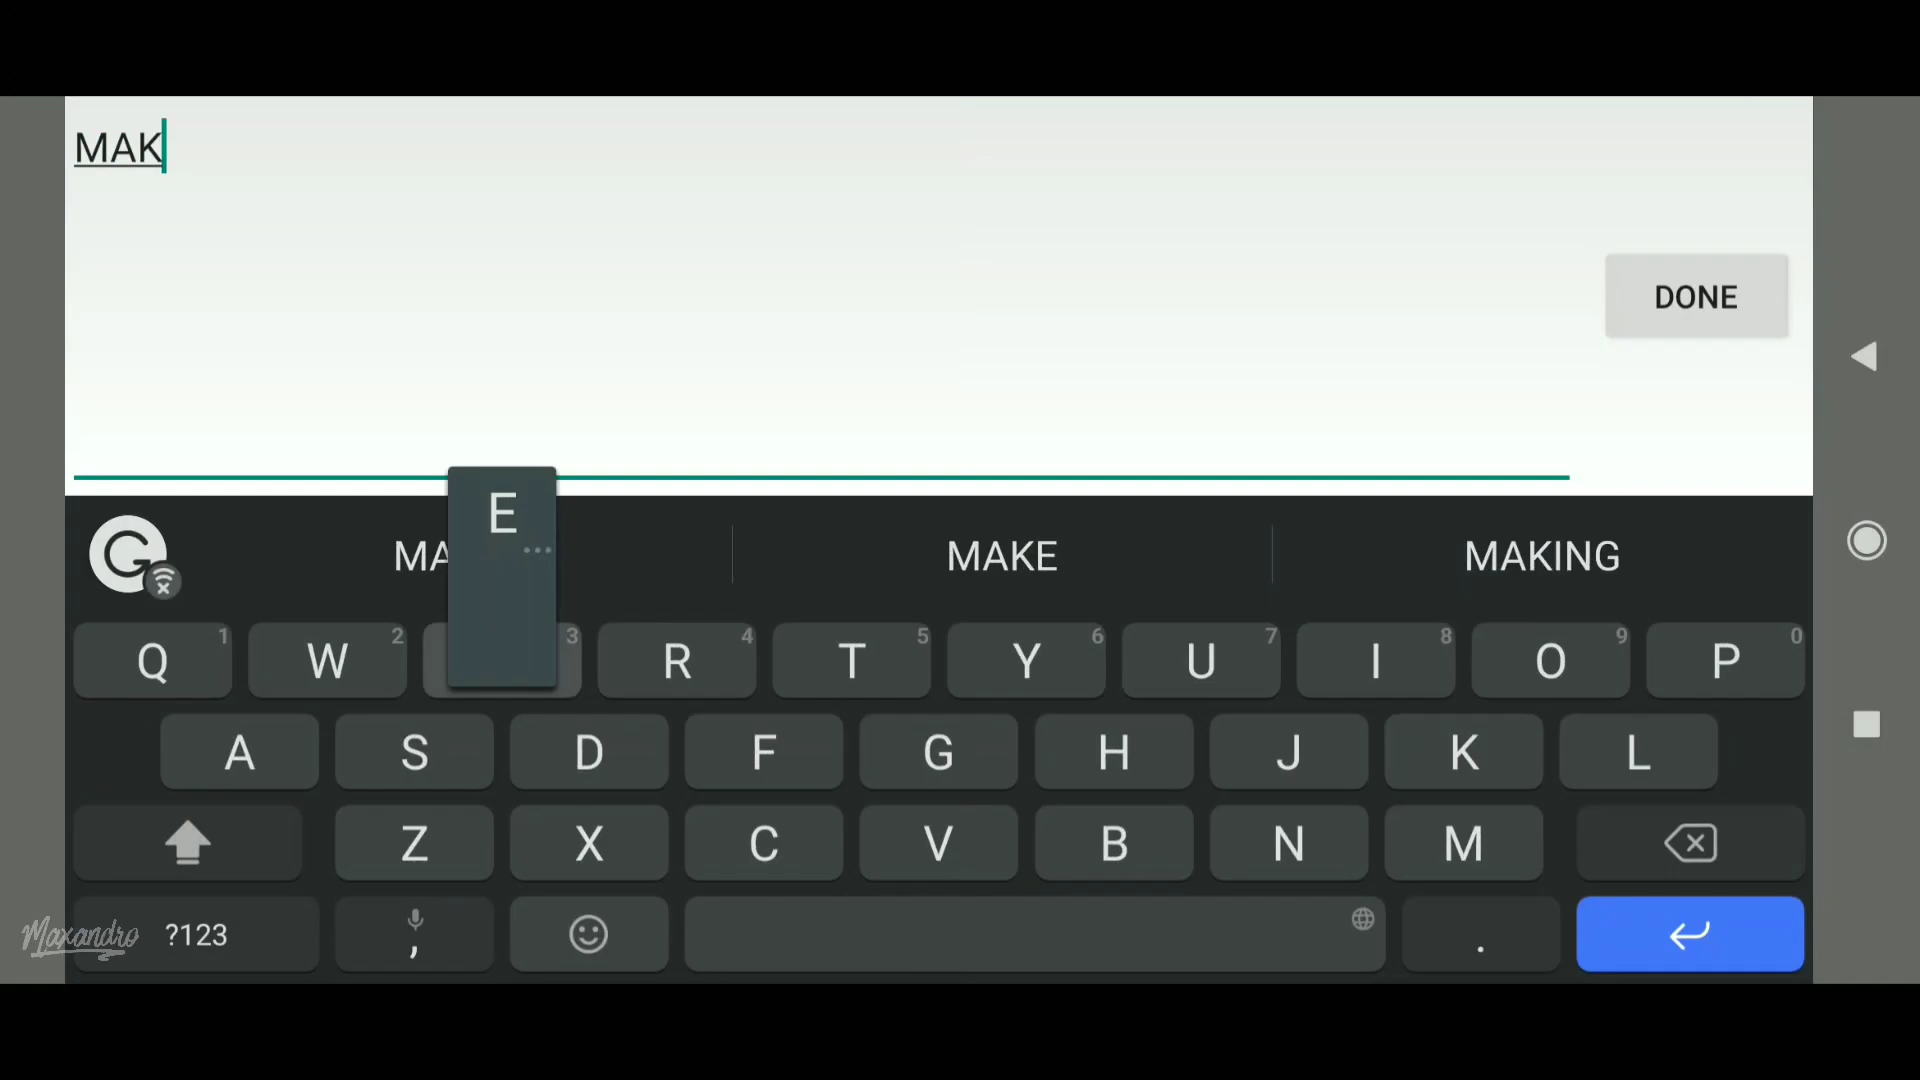 MAK
DONE
E
MAKE MAKING
Q 1 W 2 3 R 4 T 5 Y 6 U 7 I 8 O 9 P 0
A S D F G H J K L
Z X C V B N M
?123 , .
Maxandro